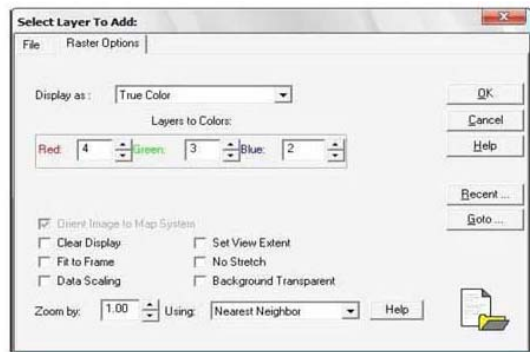 Select Layer To Add:
File Raster Options
Display as : True Color
Layers to Colors:
Red: 4 Green: 3 Blue: 2
Orient Image to Map System
Clear Display Set View Extent
Fit to Frame No Stretch
Data Scaling Background Transparent
Zoom by: 1.00 Using: Nearest Neighbor Help
OK
Cancel
Help
Recent ...
Goto ...